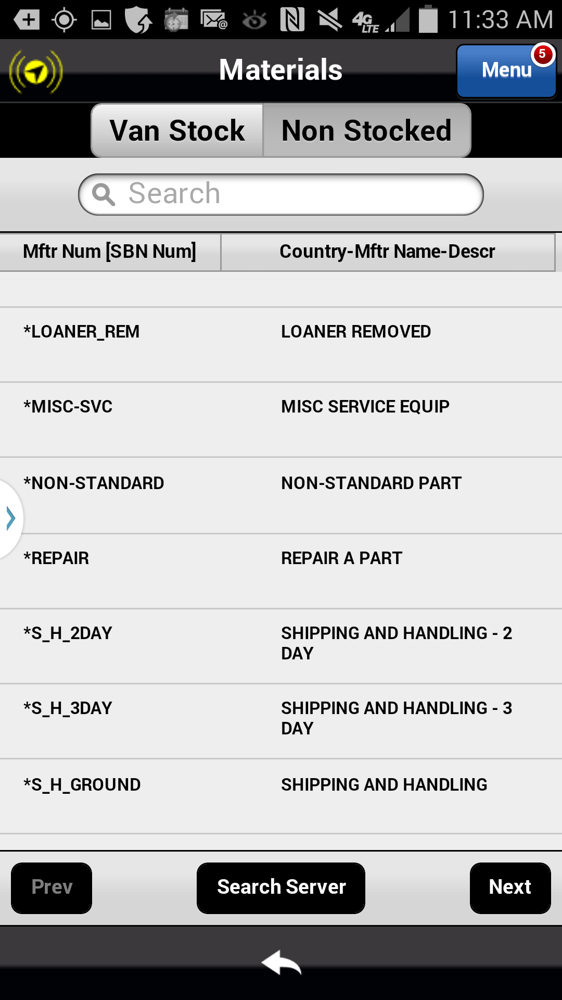 4G LTE 11:33 AM
Materials
Menu 5
Van Stock Non Stocked
Search
Mftr Num [SBN Num] Country-Mftr Name-Descr
*LOANER_REM LOANER REMOVED
*MISC-SVC MISC SERVICE EQUIP
*NON-STANDARD NON-STANDARD PART
*REPAIR REPAIR A PART
*S_H_2DAY SHIPPING AND HANDLING - 2
DAY
*S_H_3DAY SHIPPING AND HANDLING - 3
DAY
*S_H_GROUND SHIPPING AND HANDLING
Prev Search Server Next